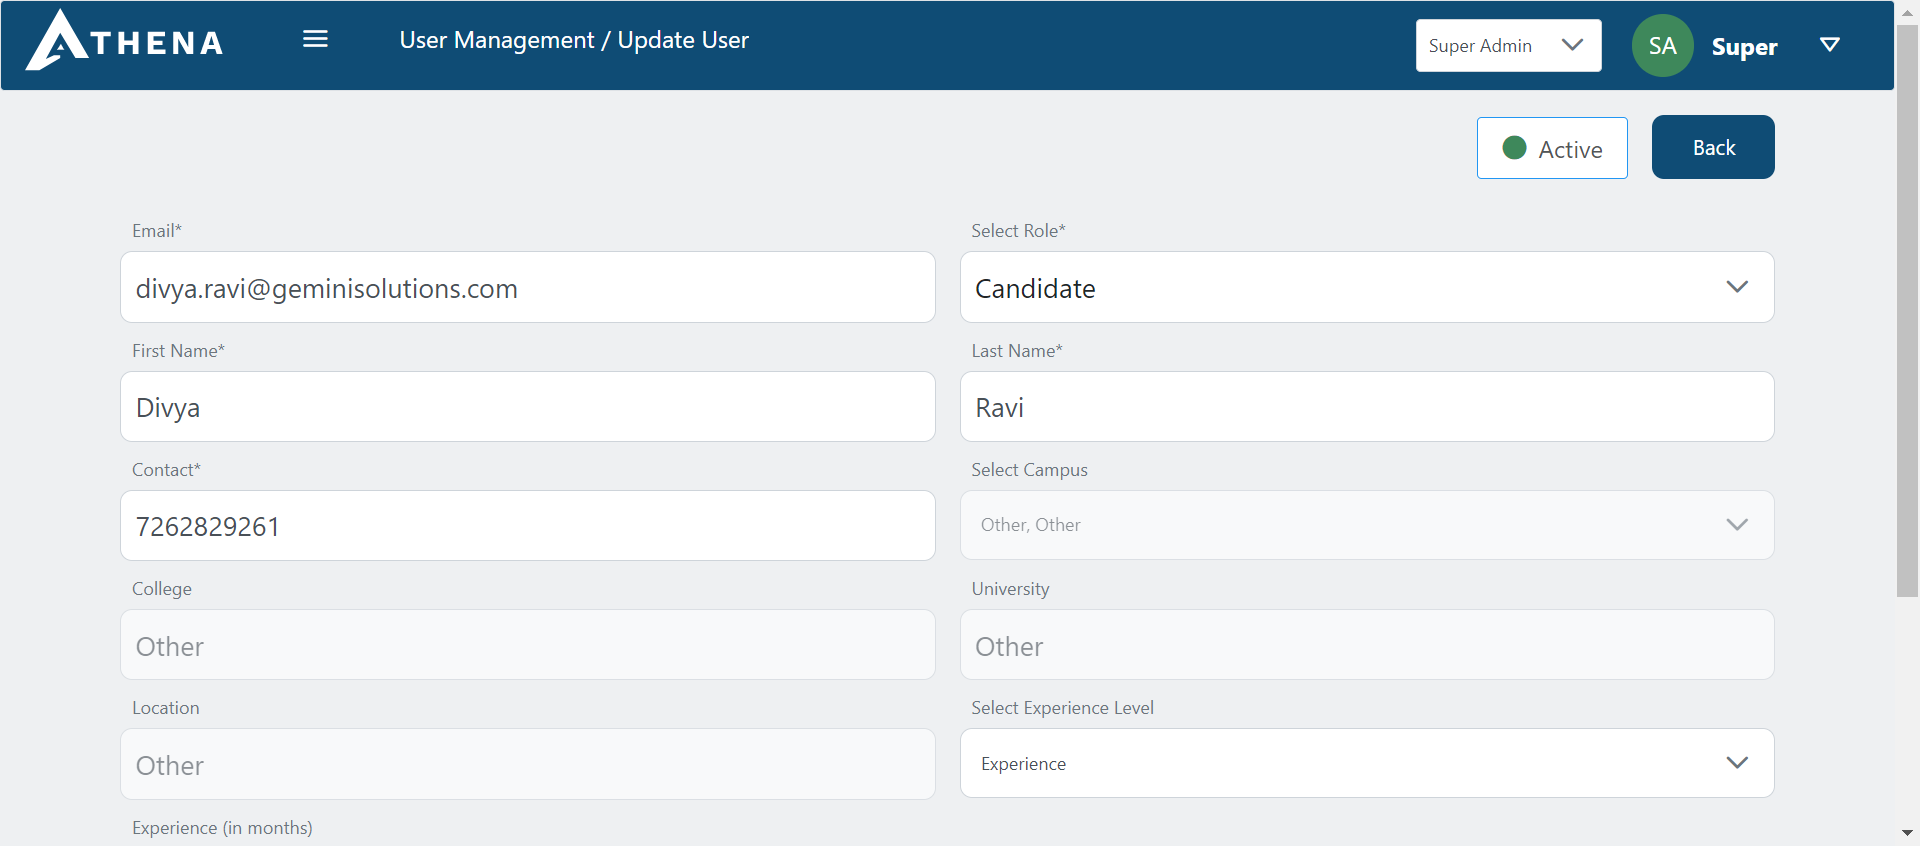 ATHENA
User Management / Update User
Super Admin
SA
Super
Active
Back
Email*
Select Role*
divya.ravi@geminisolutions.com
Candidate
First Name*
Last Name*
Divya
Ravi
Contact*
Select Campus
7262829261
Other, Other
College
University
Other
Other
Location
Select Experience Level
Other
Experience
Experience (in months)